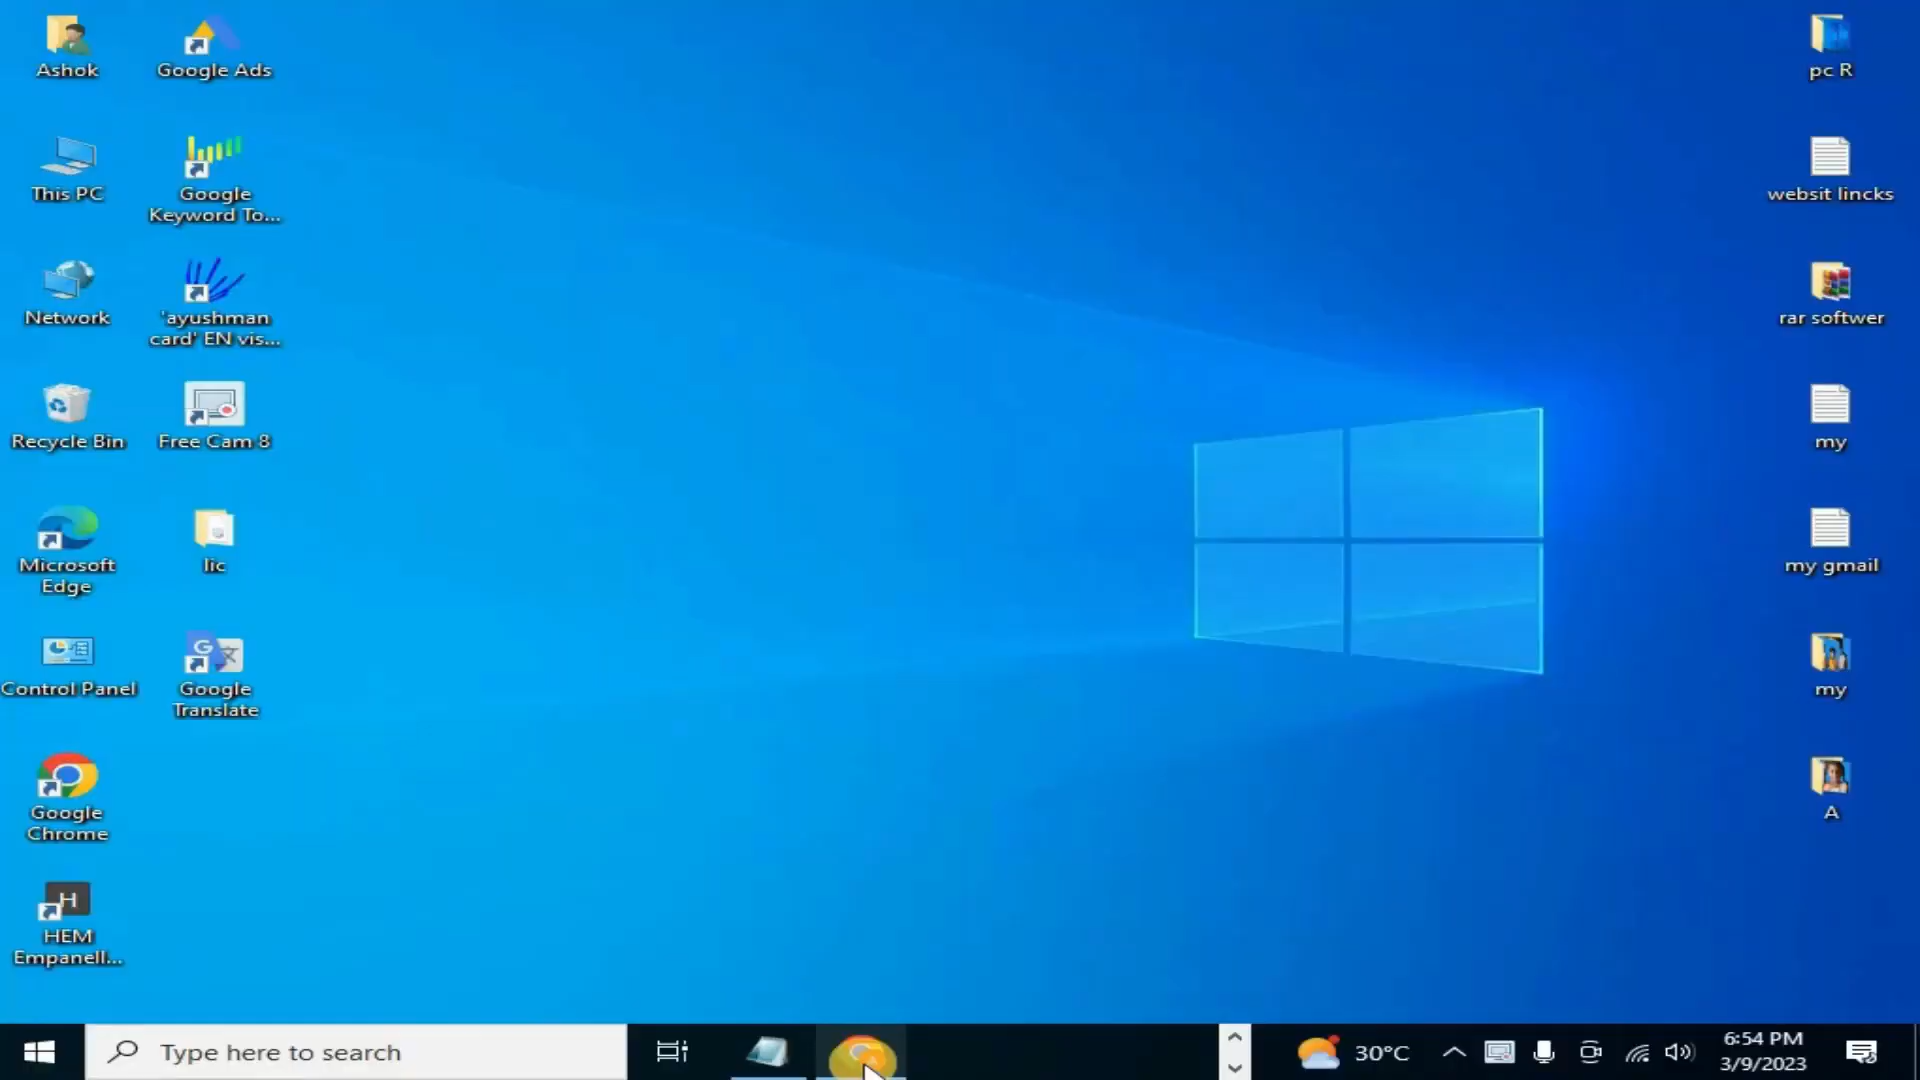 Ashok
Google Ads
pc R
This PC
Google
Keyword To...
websit lincks
Network
'ayushman
card' EN vis...
rar softwer
Recycle Bin
Free Cam 8
my
Microsoft
Edge
lic
my gmail
Control Panel
Google
Translate
my
Google
Chrome
A
H
HEM
Empanell...
Type here to search
30°C
6:54 PM
3/9/2023